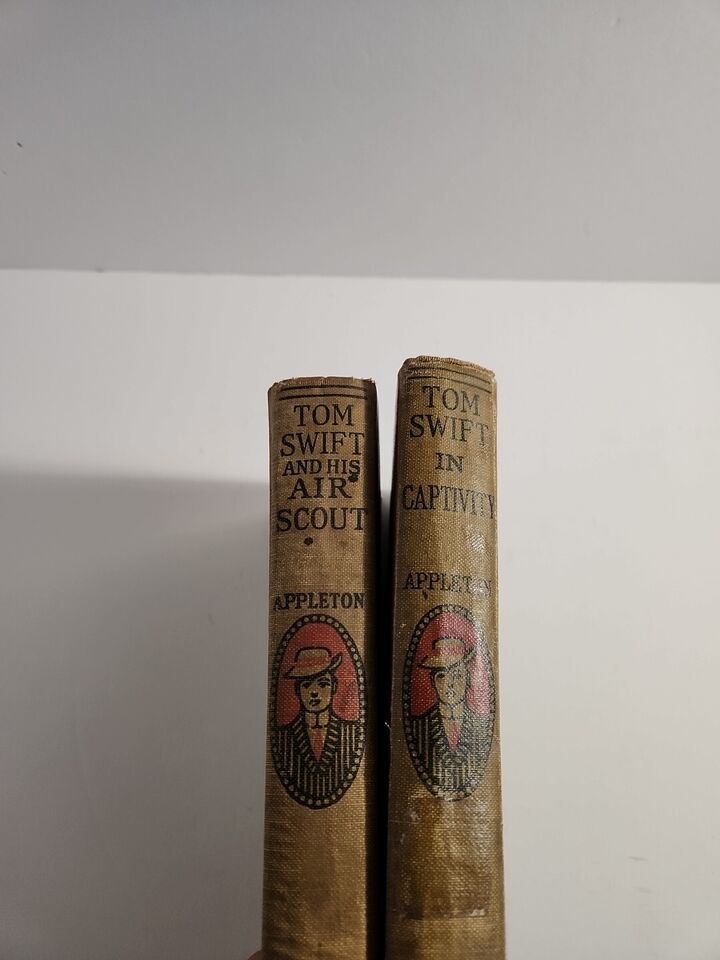 TOM
SWIFT
AND HIS
AIR
SCOUT
APPLETON
TOM
SWIFT
IN
CAPTIVITY
APPLETON